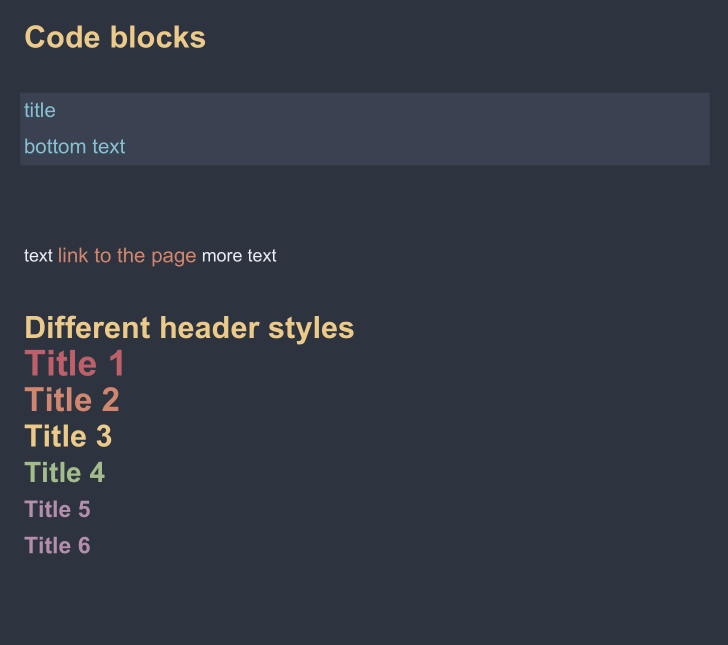 Code blocks
title
bottom text
text link to the page more text
Different header styles
Title 1
Title 2
Title 3
Title 4
Title 5
Title 6